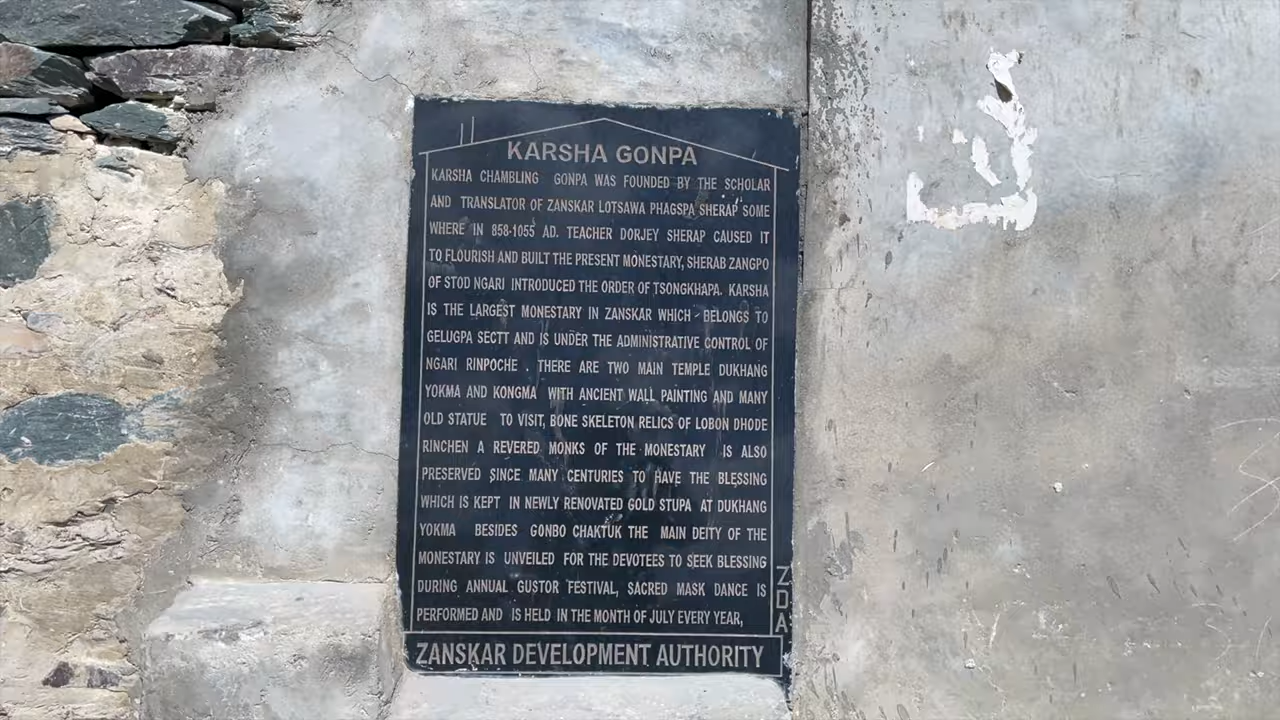 KARSHA GONPA
KARSHA CHAMBLING GONPA WAS FOUNDED BY THE SCHOLAR
AND TRANSLATOR OF ZANSKAR LOTSAWA PHAGSPA SHERAP SOME
WHERE IN 858-1055 AD. TEACHER DORJEY SHERAP CAUSED IT
TO FLOURISH AND BUILT THE PRESENT MONESTARY, SHERAB ZANGPO
OF STOD NGARI INTRODUCED THE ORDER OF TSONGKHAPA. KARSHA
IS THE LARGEST MONESTARY IN ZANSKAR WHICH BELONGS TO
GELUGPA SECTT AND IS UNDER THE ADMINISTRATIVE CONTROL OF
NGARI RINPOCHE . THERE ARE TWO MAIN TEMPLE DUKHANG
YOKMA AND KONGMA WITH ANCIENT WALL PAINTING AND MANY
OLD STATUE TO VISIT, BONE SKELETON RELICS OF LOBON DHODE
RINCHEN A REVERED MONKS OF THE MONESTARY IS ALSO
PRESERVED SINCE MANY CENTURIES TO HAVE THE BLESSING
WHICH IS KEPT IN NEWLY RENOVATED GOLD STUPA AT DUKHANG
YOKMA BESIDES GONBO CHAKTUK THE MAIN DEITY OF THE
MONESTARY IS UNVEILED FOR THE DEVOTEES TO SEEK BLESSING
DURING ANNUAL GUSTOR FESTIVAL, SACRED MASK DANCE IS
PERFORMED AND IS HELD IN THE MONTH OF JULY EVERY YEAR,
ZDA
ZANSKAR DEVELOPMENT AUTHORITY